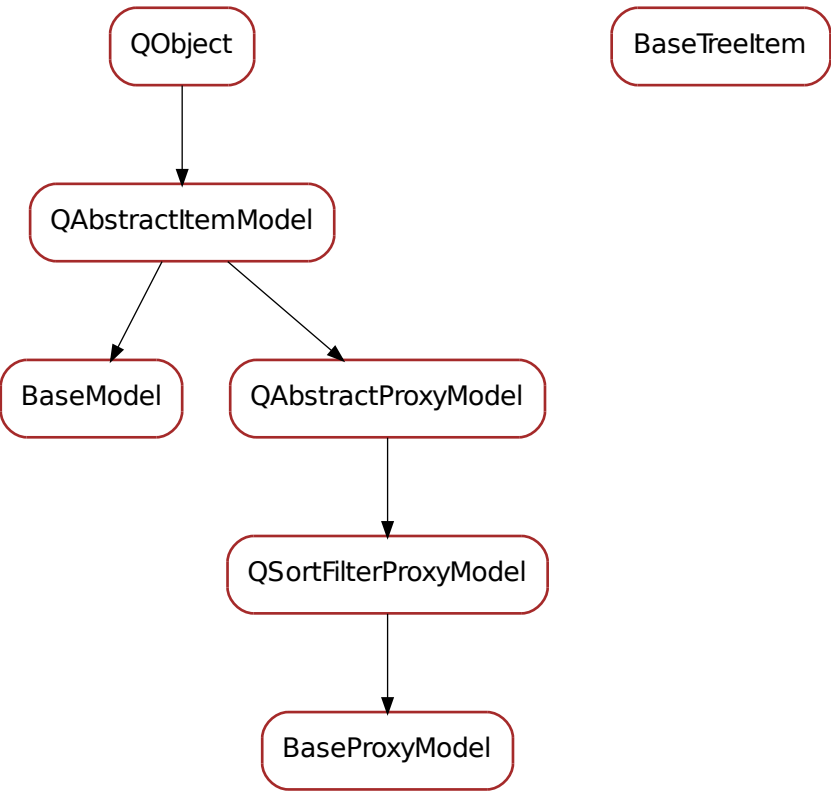 QObject
BaseTreeItem
QAbstractItemModel
BaseModel
QAbstractProxyModel
QSortFilterProxyModel
BaseProxyModel